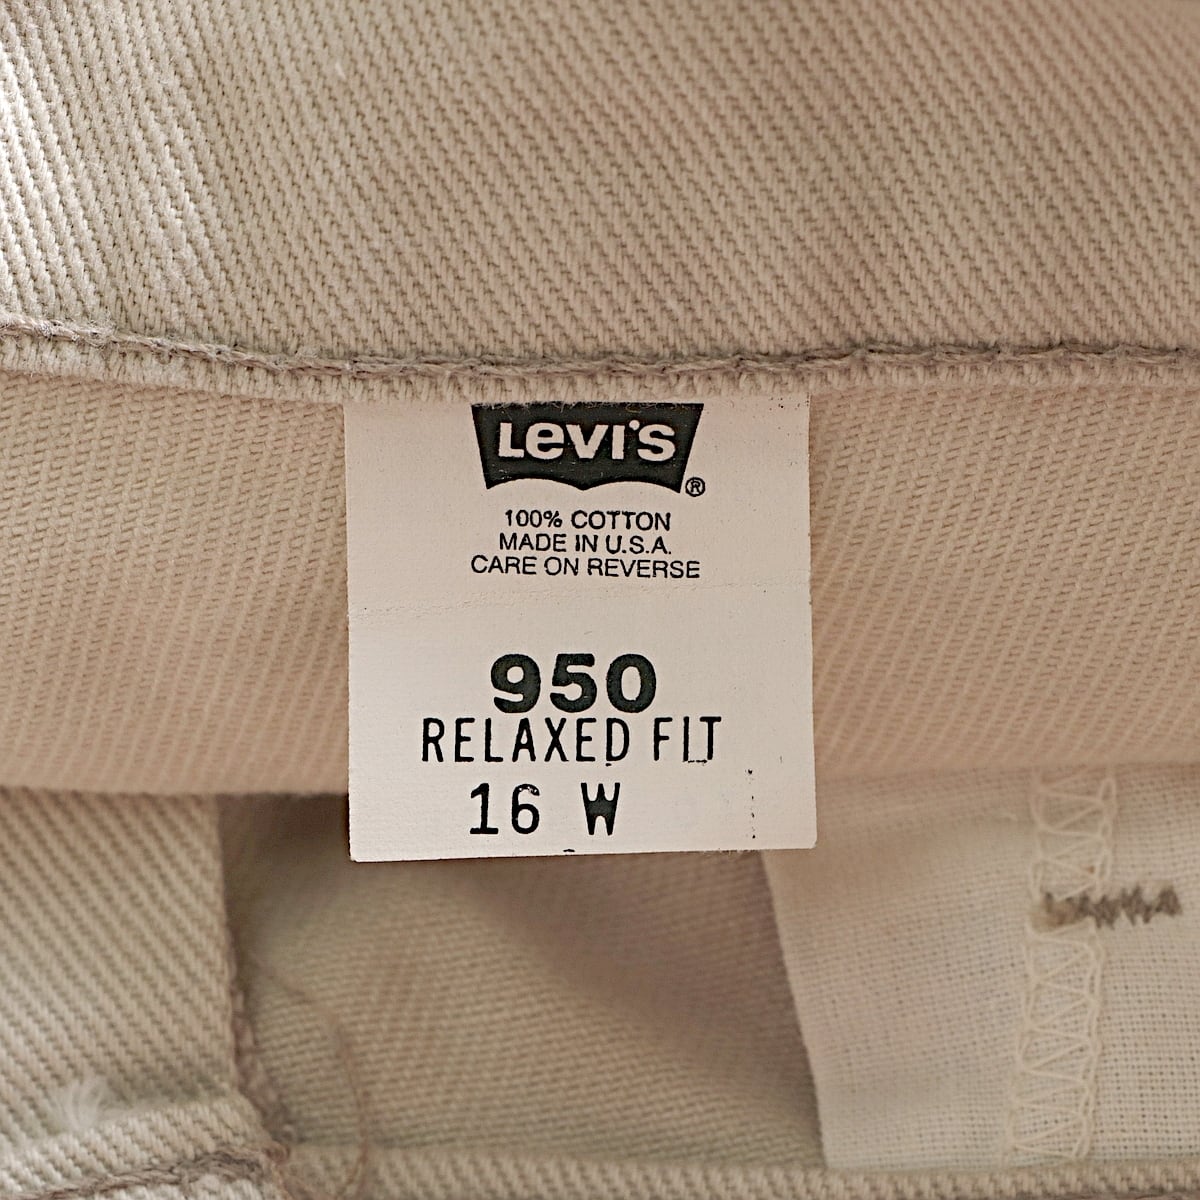 LEVI'S ®
100% COTTON
MADE IN U.S.A.
CARE ON REVERSE
950
RELAXED FIT
16 W